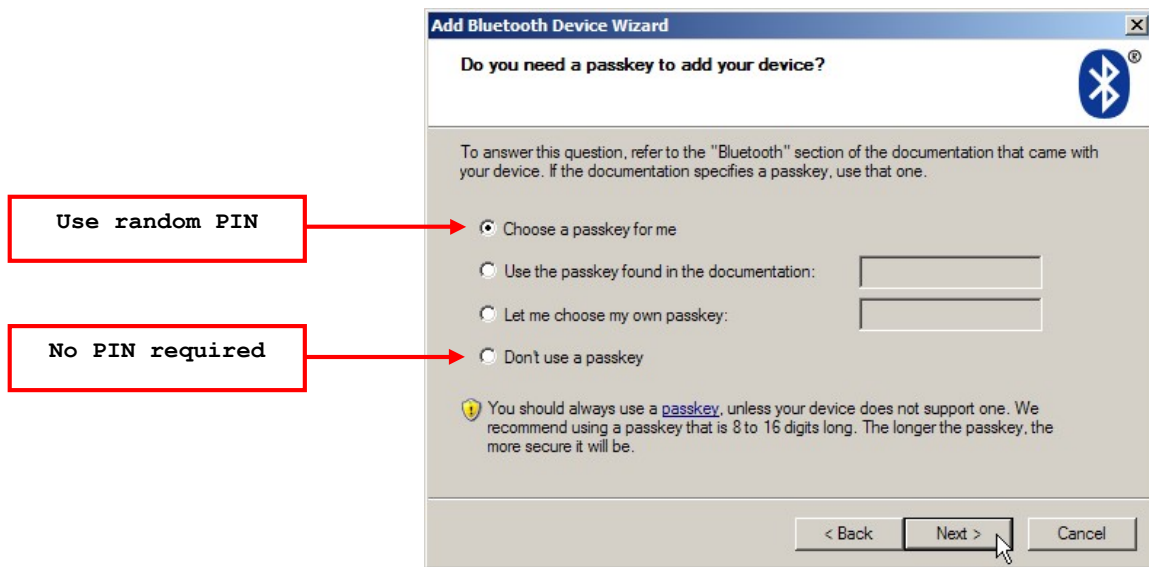 Add Bluetooth Device Wizard
Do you need a passkey to add your device?
®
To answer this question, refer to the "Bluetooth" section of the documentation that came with
your device. If the documentation specifies a passkey, use that one.
Use random PIN
Choose a passkey for me
Use the passkey found in the documentation:
Let me choose my own passkey:
No PIN required
Don't use a passkey
You should always use a passkey, unless your device does not support one. We
recommend using a passkey that is 8 to 16 digits long. The longer the passkey, the
more secure it will be.
< Back
Next >
Cancel